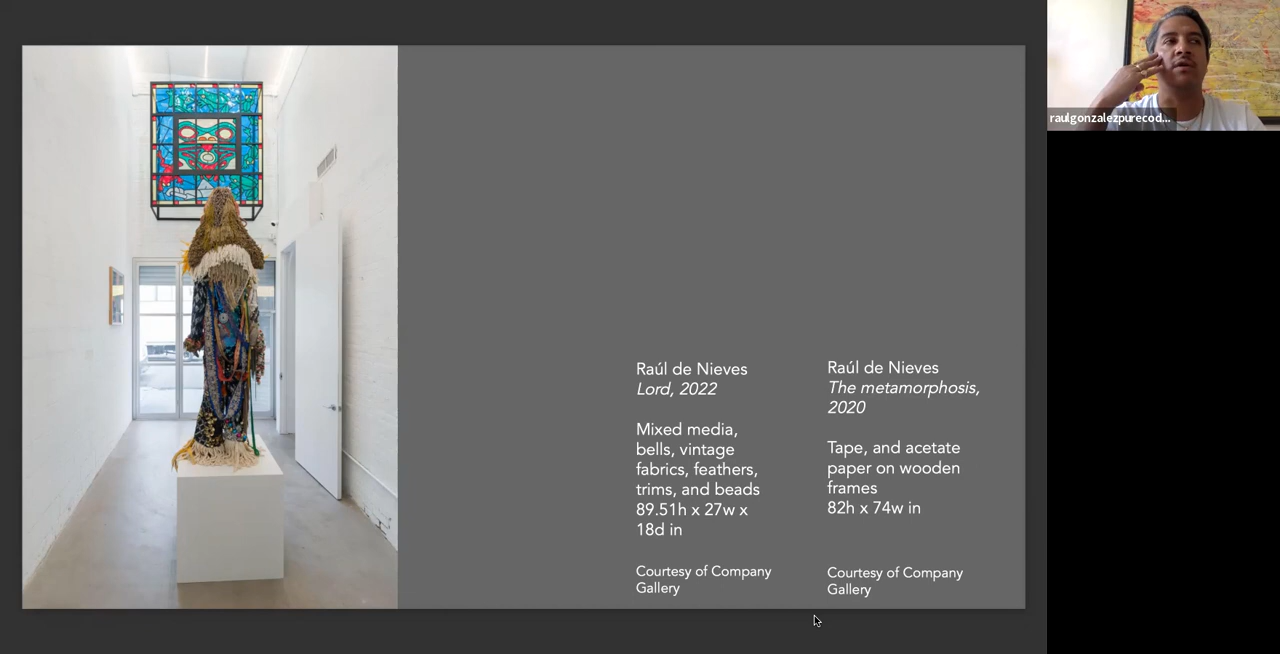 raulgonzalezpurecod...
Raúl de Nieves
Lord, 2022
Mixed media,
bells, vintage
fabrics, feathers,
trims, and beads
89.51h x 27w x
18d in
Courtesy of Company
Gallery
Raúl de Nieves
The metamorphosis,
2020
Tape, and acetate
paper on wooden
frames
82h x 74w in
Courtesy of Company
Gallery